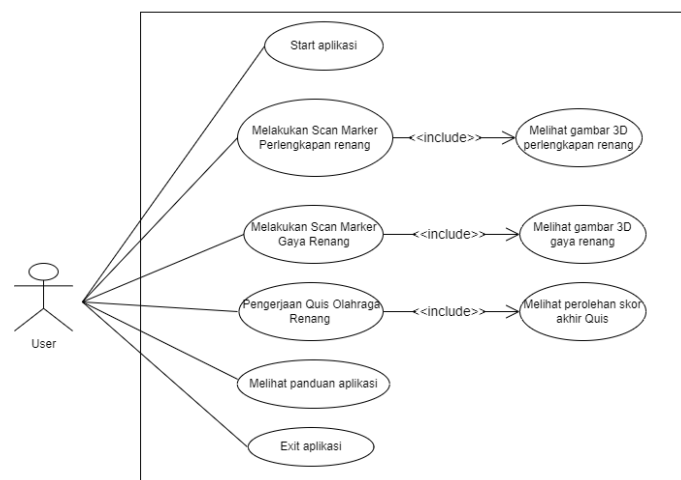 Start aplikasi
Melakukan Scan Marker
Perlengkapan renang
<<include>>
Melihat gambar 3D
perlengkapan renang
Melakukan Scan Marker
Gaya Renang
<<include>>
Melihat gambar 3D
gaya renang
Pengerjaan Quis Olahraga
Renang
<<include>>
Melihat perolehan skor
akhir Quis
User
Melihat panduan aplikasi
Exit aplikasi